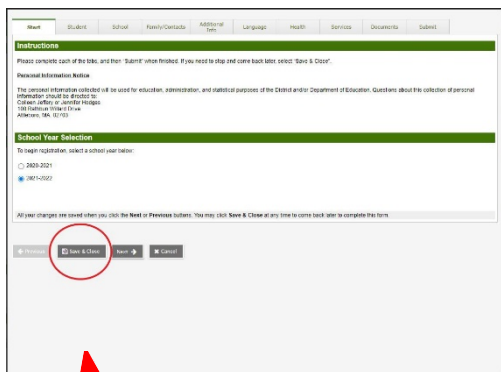 Start Student School Family/Contacts Additional Info Language Health Services Documents Submit
Instructions
Please complete each of the tabs, and then "Submit" when finished. If you need to stop and come back later, select "Save & Close".
Personal Information Notice
The personal information collected will be used for education, administration, and statistical purposes of the District and/or Department of Education. Questions about this collection of personal
information should be directed to:
Colleen Jeffery or Jennifer Hodges
100 Rathbun Willard Drive
Attleboro, MA, 02703
School Year Selection
To begin registration, select a school year below:
2020-2021
2021-2022
All your changes are saved when you click the Next or Previous buttons. You may click Save & Close at any time to come back later to complete this form.
Previous Save & Close Next Cancel